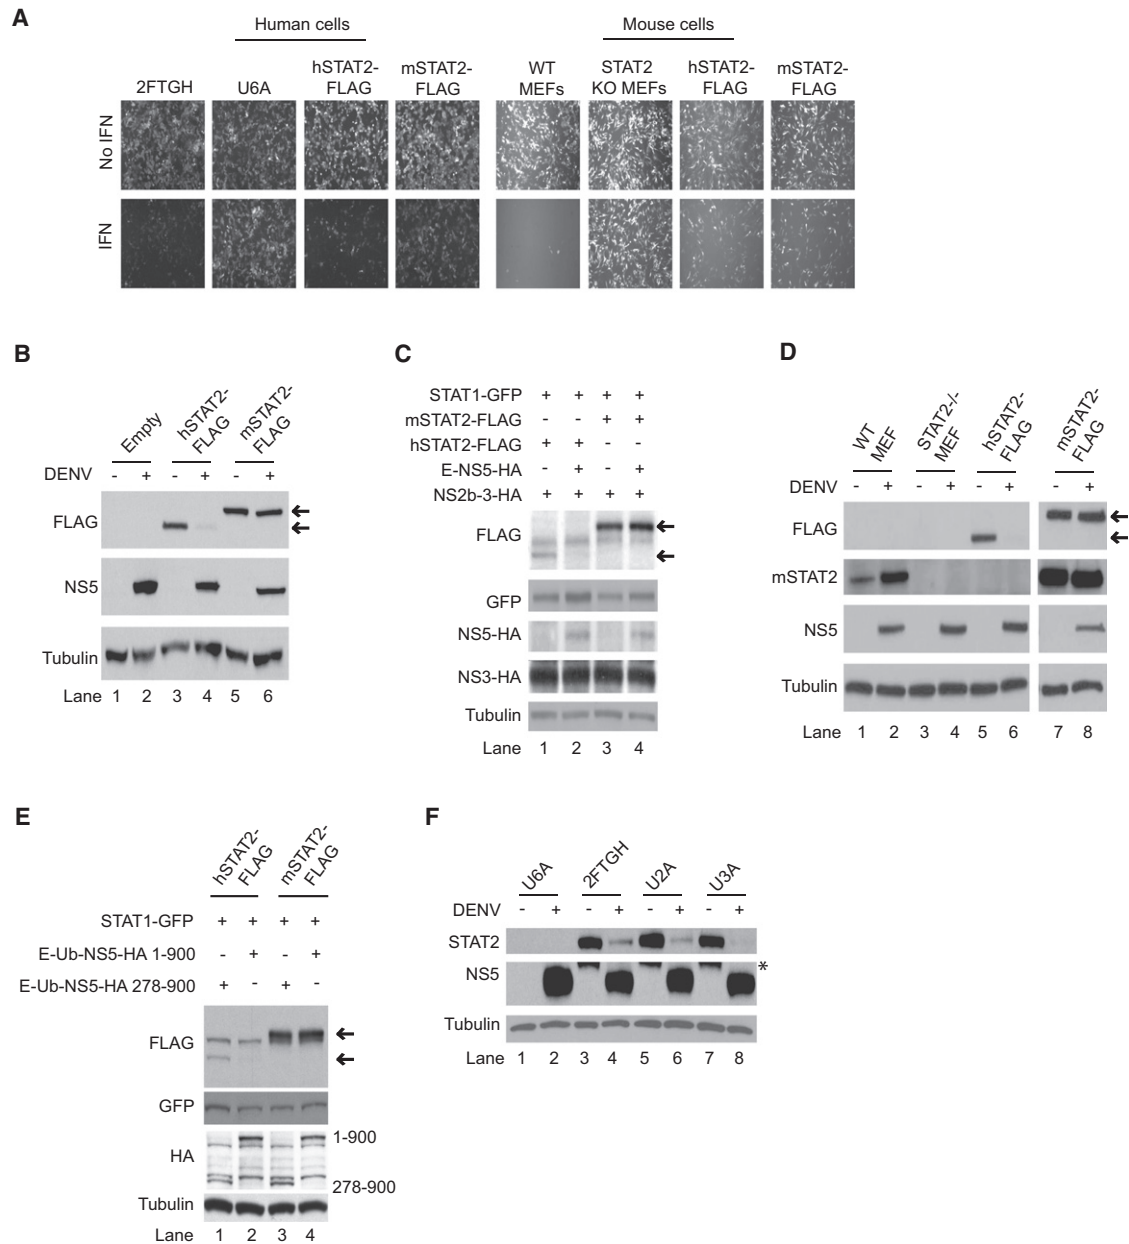 A
Human cells
Mouse cells
2FTGH
U6A
hSTAT2-
FLAG
mSTAT2-
FLAG
WT
MEFs
STAT2
KO MEFs
hSTAT2-
FLAG
mSTAT2-
FLAG
No IFN
IFN
B
Empty
hSTAT2-
FLAG
mSTAT2-
FLAG
DENV - + - + - +
FLAG
NS5
Tubulin
Lane 1 2 3 4 5 6
C
STAT1-GFP + + + +
mSTAT2-FLAG - - + +
hSTAT2-FLAG + + - -
E-NS5-HA - + - +
NS2b-3-HA + + + +
FLAG
GFP
NS5-HA
NS3-HA
Tubulin
Lane 1 2 3 4
D
WT
MEF
STAT2-/-
MEF
hSTAT2-
FLAG
mSTAT2-
FLAG
DENV - + - + - + - +
FLAG
mSTAT2
NS5
Tubulin
Lane 1 2 3 4 5 6 7 8
E
hSTAT2-
FLAG
mSTAT2-
FLAG
STAT1-GFP + + + +
E-Ub-NS5-HA 1-900 - + - +
E-Ub-NS5-HA 278-900 + - + -
FLAG
GFP
HA
1-900
278-900
Tubulin
Lane 1 2 3 4
F
U6A
2FTGH
U2A
U3A
DENV - + - + - + - +
STAT2
NS5
*
Tubulin
Lane 1 2 3 4 5 6 7 8